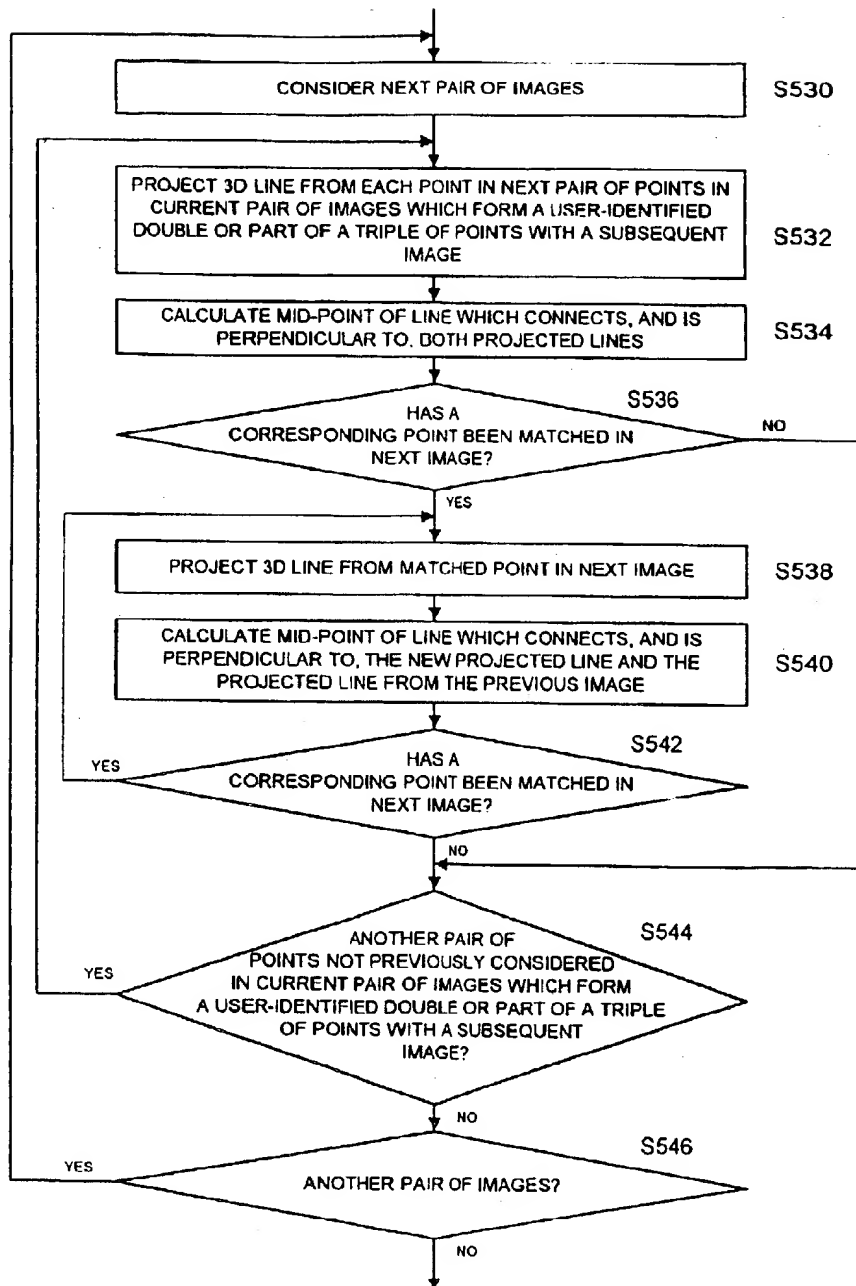 CONSIDER NEXT PAIR OF IMAGES
S530
PROJECT 3D LINE FROM EACH POINT IN NEXT PAIR OF POINTS IN
CURRENT PAIR OF IMAGES WHICH FORM A USER-IDENTIFIED
DOUBLE OR PART OF A TRIPLE OF POINTS WITH A SUBSEQUENT
IMAGE
S532
CALCULATE MID-POINT OF LINE WHICH CONNECTS, AND IS
PERPENDICULAR TO, BOTH PROJECTED LINES
S534
S536
HAS A
CORRESPONDING POINT BEEN MATCHED IN
NEXT IMAGE?
NO
YES
PROJECT 3D LINE FROM MATCHED POINT IN NEXT IMAGE
S538
CALCULATE MID-POINT OF LINE WHICH CONNECTS, AND IS
PERPENDICULAR TO, THE NEW PROJECTED LINE AND THE
PROJECTED LINE FROM THE PREVIOUS IMAGE
S540
S542
YES
HAS A
CORRESPONDING POINT BEEN MATCHED IN
NEXT IMAGE?
NO
S544
YES
ANOTHER PAIR OF
POINTS NOT PREVIOUSLY CONSIDERED
IN CURRENT PAIR OF IMAGES WHICH FORM
A USER-IDENTIFIED DOUBLE OR PART OF A TRIPLE
OF POINTS WITH A SUBSEQUENT
IMAGE?
NO
S546
YES
ANOTHER PAIR OF IMAGES?
NO